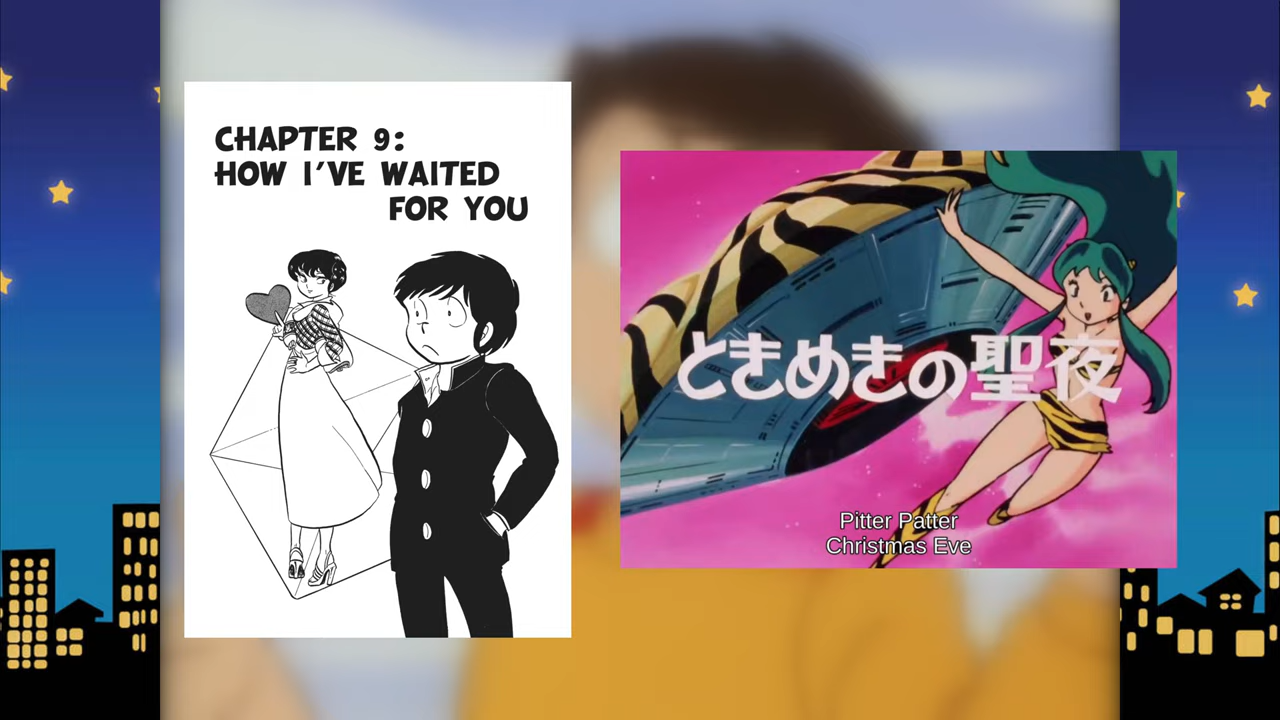 CHAPTER 9:
HOW I'VE WAITED
FOR YOU
ときめきの聖夜
Pitter Patter
Christmas Eve